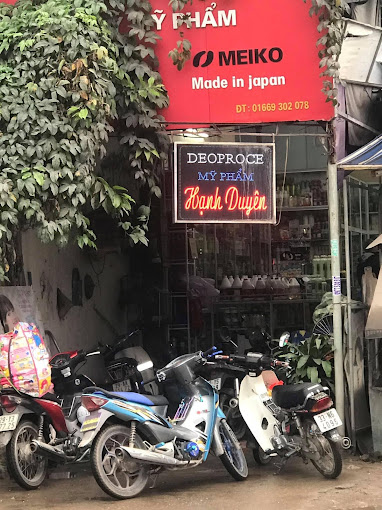 Ỹ PHẨM
MEIKO
Made in japan
ĐT: 01669 302 078
DEOPROCE
MỸ PHẨM
Hạnh Duyên